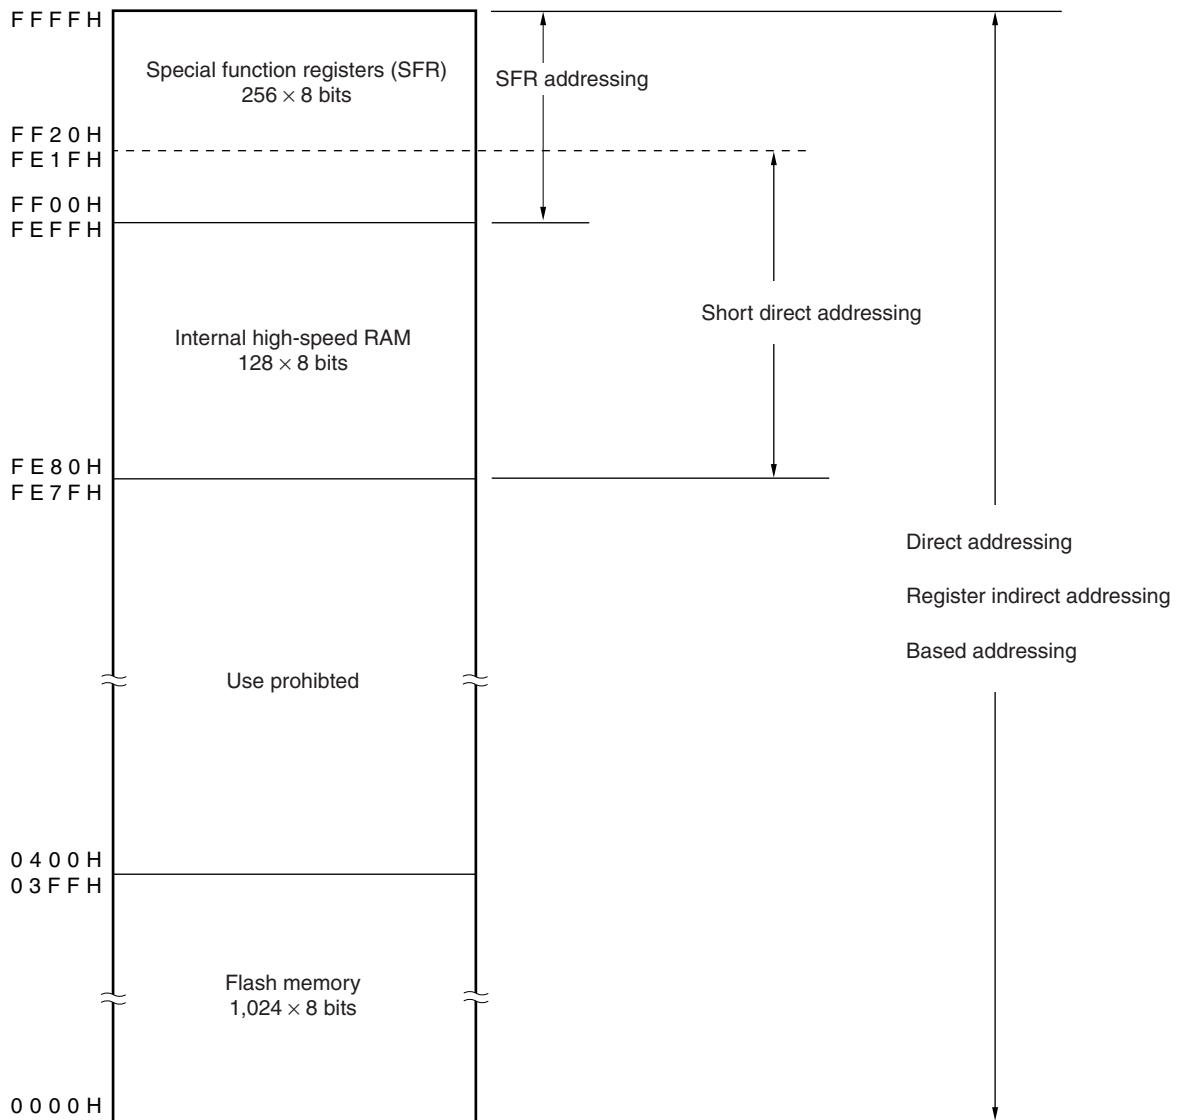 FFFFH
Special function registers (SFR)
256 × 8 bits
SFR addressing
FF20H
FE1FH
FF00H
FEFFH
Short direct addressing
Internal high-speed RAM
128 × 8 bits
FE80H
FE7FH
Direct addressing
Register indirect addressing
Based addressing
Use prohibted
0400H
03FFH
Flash memory
1,024 × 8 bits
0000H